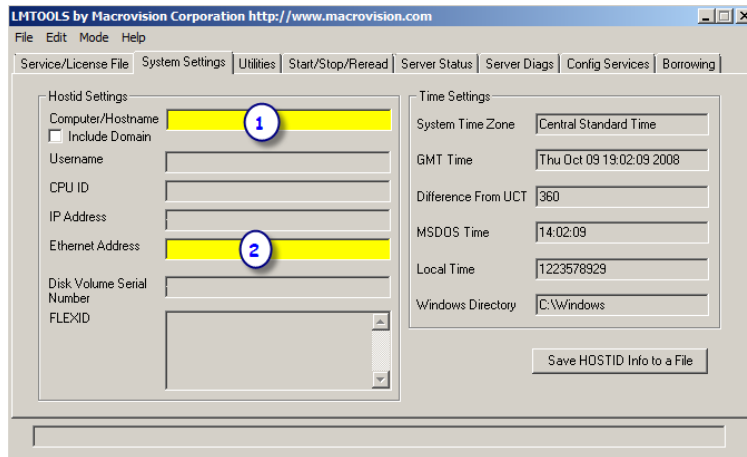 LMTOOLS by Macrovision Corporation http://www.macrovision.com
File Edit Mode Help
Service/License File System Settings Utilities Start/Stop/Reread Server Status Server Diags Config Services Borrowing
Hostid Settings
Computer/Hostname 1
Include Domain
Username
CPU ID
IP Address
Ethernet Address 2
Disk Volume Serial
Number
FLEXID
Time Settings
System Time Zone Central Standard Time
GMT Time Thu Oct 09 19:02:09 2008
Difference From UCT 360
MSDOS Time 14:02:09
Local Time 1223578929
Windows Directory C:\Windows
Save HOSTID Info to a File